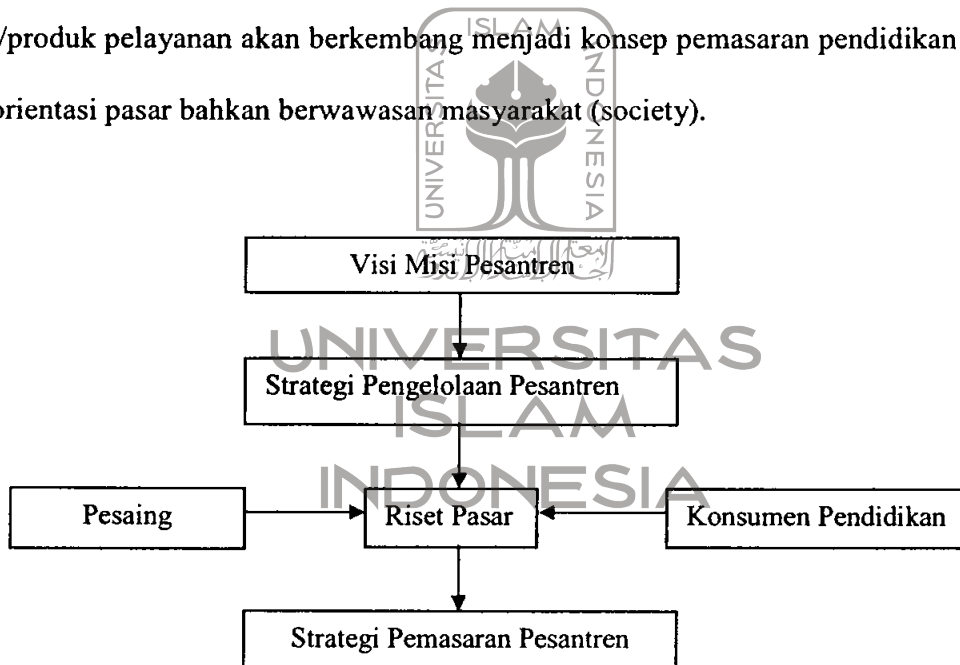 /produk pelayanan akan berkembang menjadi konsep pemasaran pendidikan
orientasi pasar bahkan berwawasan masyarakat (society).
UNIVERSITAS
ISLAM
INDONESIA
Visi Misi Pesantren
UNIVERSITAS
Strategi Pengelolaan Pesantren
ISLAM
INDONESIA
Pesaing
Riset Pasar
Konsumen Pendidikan
Strategi Pemasaran Pesantren